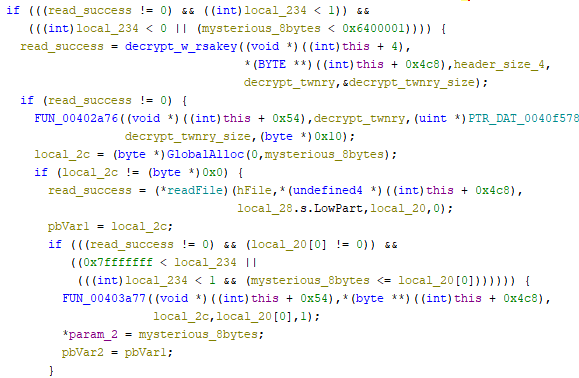 if (((read_success != 0) && ((int)local_234 < 1)) &&
(((int)local_234 < 0 || (mysterious_8bytes < 0x6400001)))) {
read_success = decrypt_w_rsakey((void *)((int)this + 4),
*(BYTE **)((int)this + 0x4c8),header_size_4,
decrypt_twnry,&decrypt_twnry_size);
if (read_success != 0) {
FUN_00402a76((void *)((int)this + 0x54),decrypt_twnry,(uint *)PTR_DAT_0040f578
decrypt_twnry_size,(byte *)0x10);
local_2c = (byte *)GlobalAlloc(0,mysterious_8bytes);
if (local_2c != (byte *)0x0) {
read_success = (*readFile)(hFile,*(undefined4 *)((int)this + 0x4c8),
local_28.s.LowPart,local_20,0);
pbVar1 = local_2c;
if (((read_success != 0) && (local_20[0] != 0)) &&
((0x7fffffff < local_234 ||
(((int)local_234 < 1 && (mysterious_8bytes <= local_20[0])))))) {
FUN_00403a77((void *)((int)this + 0x54),*(byte **)((int)this + 0x4c8),
local_2c,local_20[0],1);
*param_2 = mysterious_8bytes;
pbVar2 = pbVar1;
}